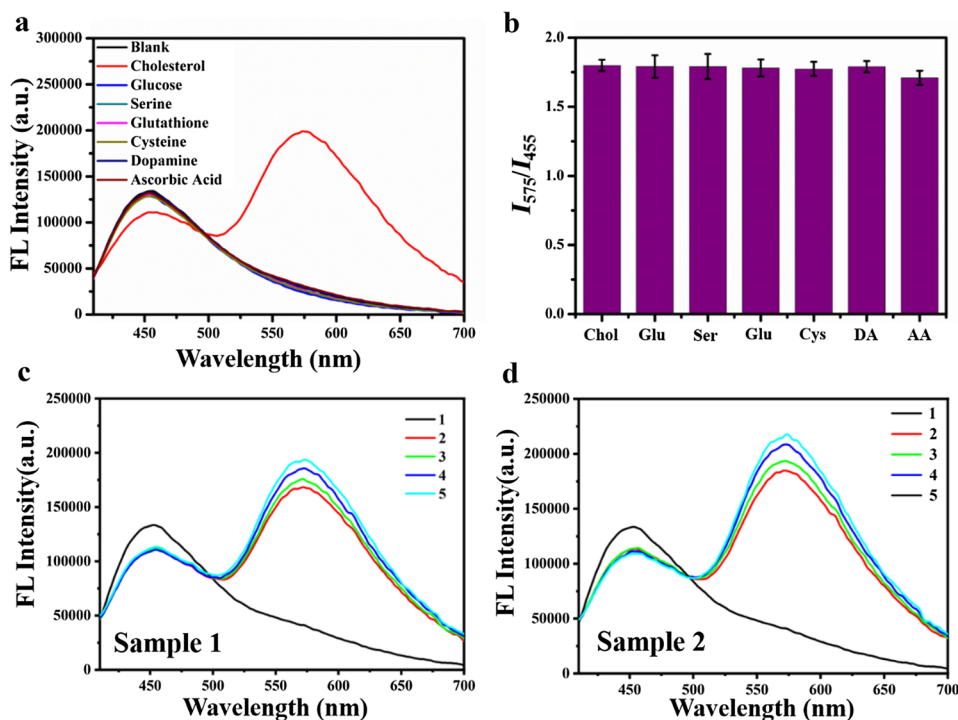 a
FL Intensity (a.u.)
300000
250000
200000
150000
100000
50000
0
Blank
Cholesterol
Glucose
Serine
Glutathione
Cysteine
Dopamine
Ascorbic Acid
450 500 550 600 650 700
Wavelength (nm)
b
I575/I455
2.0
1.5
1.0
0.5
0.0
Chol Glu Ser Glu Cys DA AA
c
FL Intensity(a.u.)
250000
200000
150000
100000
50000
0
1
2
3
4
5
Sample 1
450 500 550 600 650 700
Wavelength (nm)
d
FL Intensity(a.u.)
250000
200000
150000
100000
50000
0
1
2
3
4
5
Sample 2
450 500 550 600 650 700
Wavelength (nm)